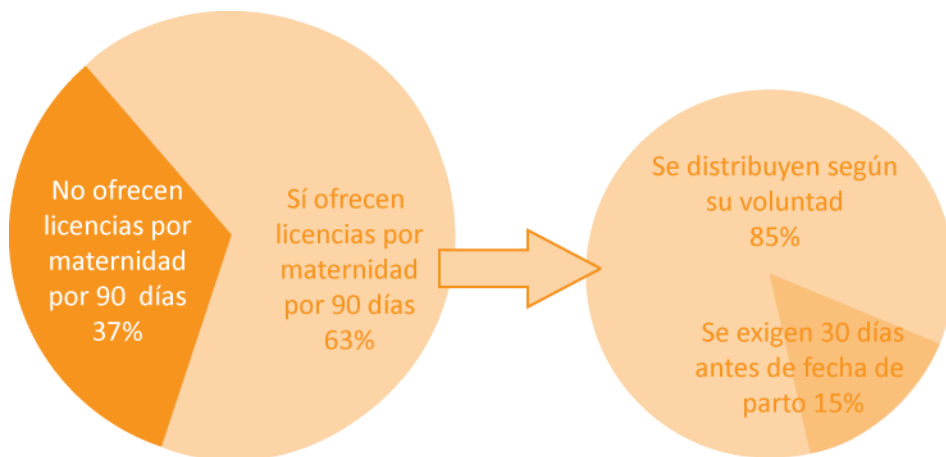 No ofrecen
licencias por
maternidad
por 90 días
37%
Sí ofrecen
licencias por
maternidad
por 90 días
63%
Se distribuyen según
su voluntad
85%
Se exigen 30 días
antes de fecha de
parto 15%